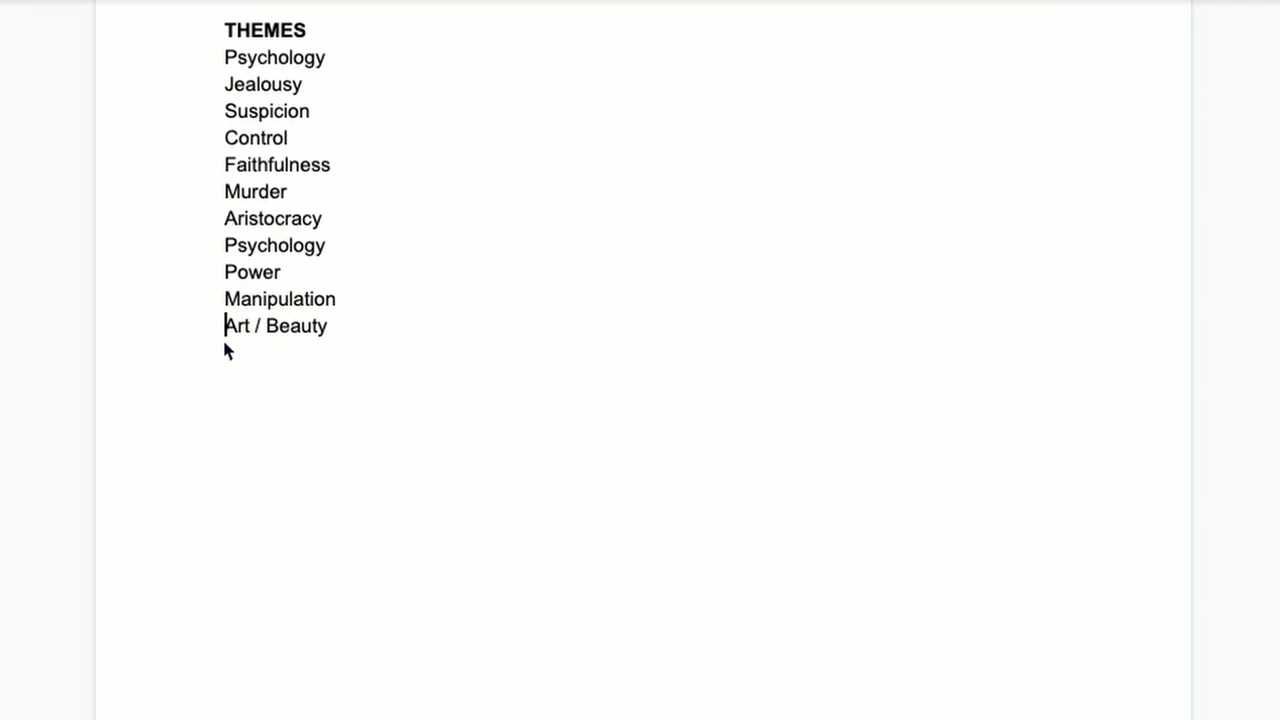 THEMES
Psychology
Jealousy
Suspicion
Control
Faithfulness
Murder
Aristocracy
Psychology
Power
Manipulation
Art / Beauty